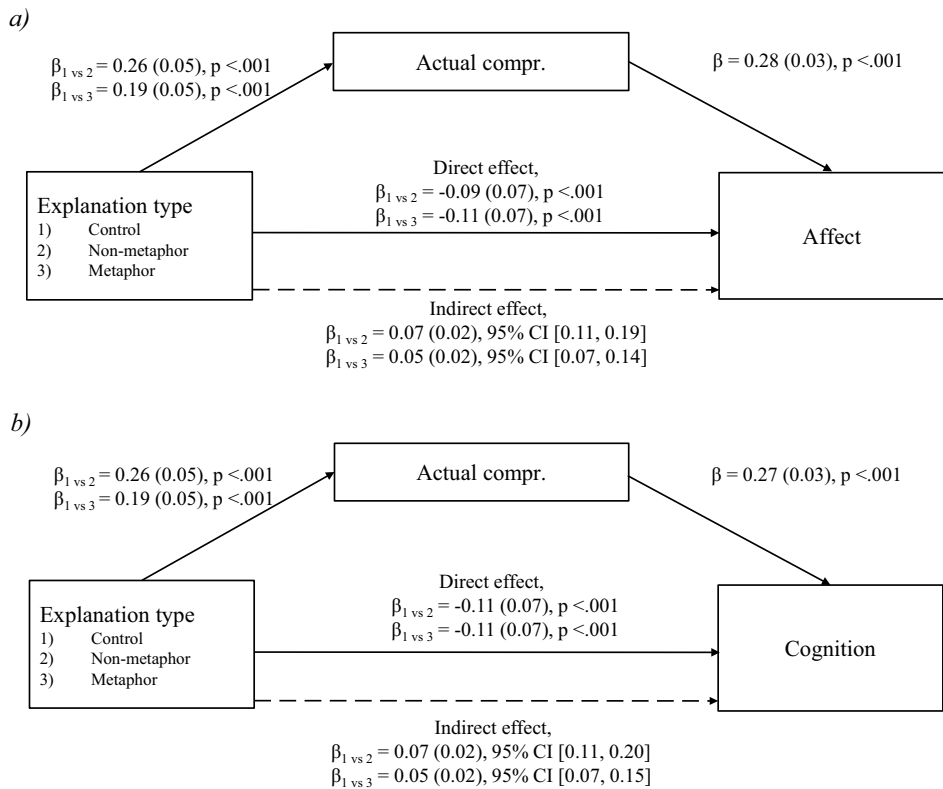 a)
β1 vs 2 = 0.26 (0.05), p <.001
β1 vs 3 = 0.19 (0.05), p <.001
Actual compr.
β = 0.28 (0.03), p <.001
Explanation type
1) Control
2) Non-metaphor
3) Metaphor
Direct effect,
β1 vs 2 = -0.09 (0.07), p <.001
β1 vs 3 = -0.11 (0.07), p <.001
Affect
Indirect effect,
β1 vs 2 = 0.07 (0.02), 95% CI [0.11, 0.19]
β1 vs 3 = 0.05 (0.02), 95% CI [0.07, 0.14]
b)
β1 vs 2 = 0.26 (0.05), p <.001
β1 vs 3 = 0.19 (0.05), p <.001
Actual compr.
β = 0.27 (0.03), p <.001
Explanation type
1) Control
2) Non-metaphor
3) Metaphor
Direct effect,
β1 vs 2 = -0.11 (0.07), p <.001
β1 vs 3 = -0.11 (0.07), p <.001
Cognition
Indirect effect,
β1 vs 2 = 0.07 (0.02), 95% CI [0.11, 0.20]
β1 vs 3 = 0.05 (0.02), 95% CI [0.07, 0.15]